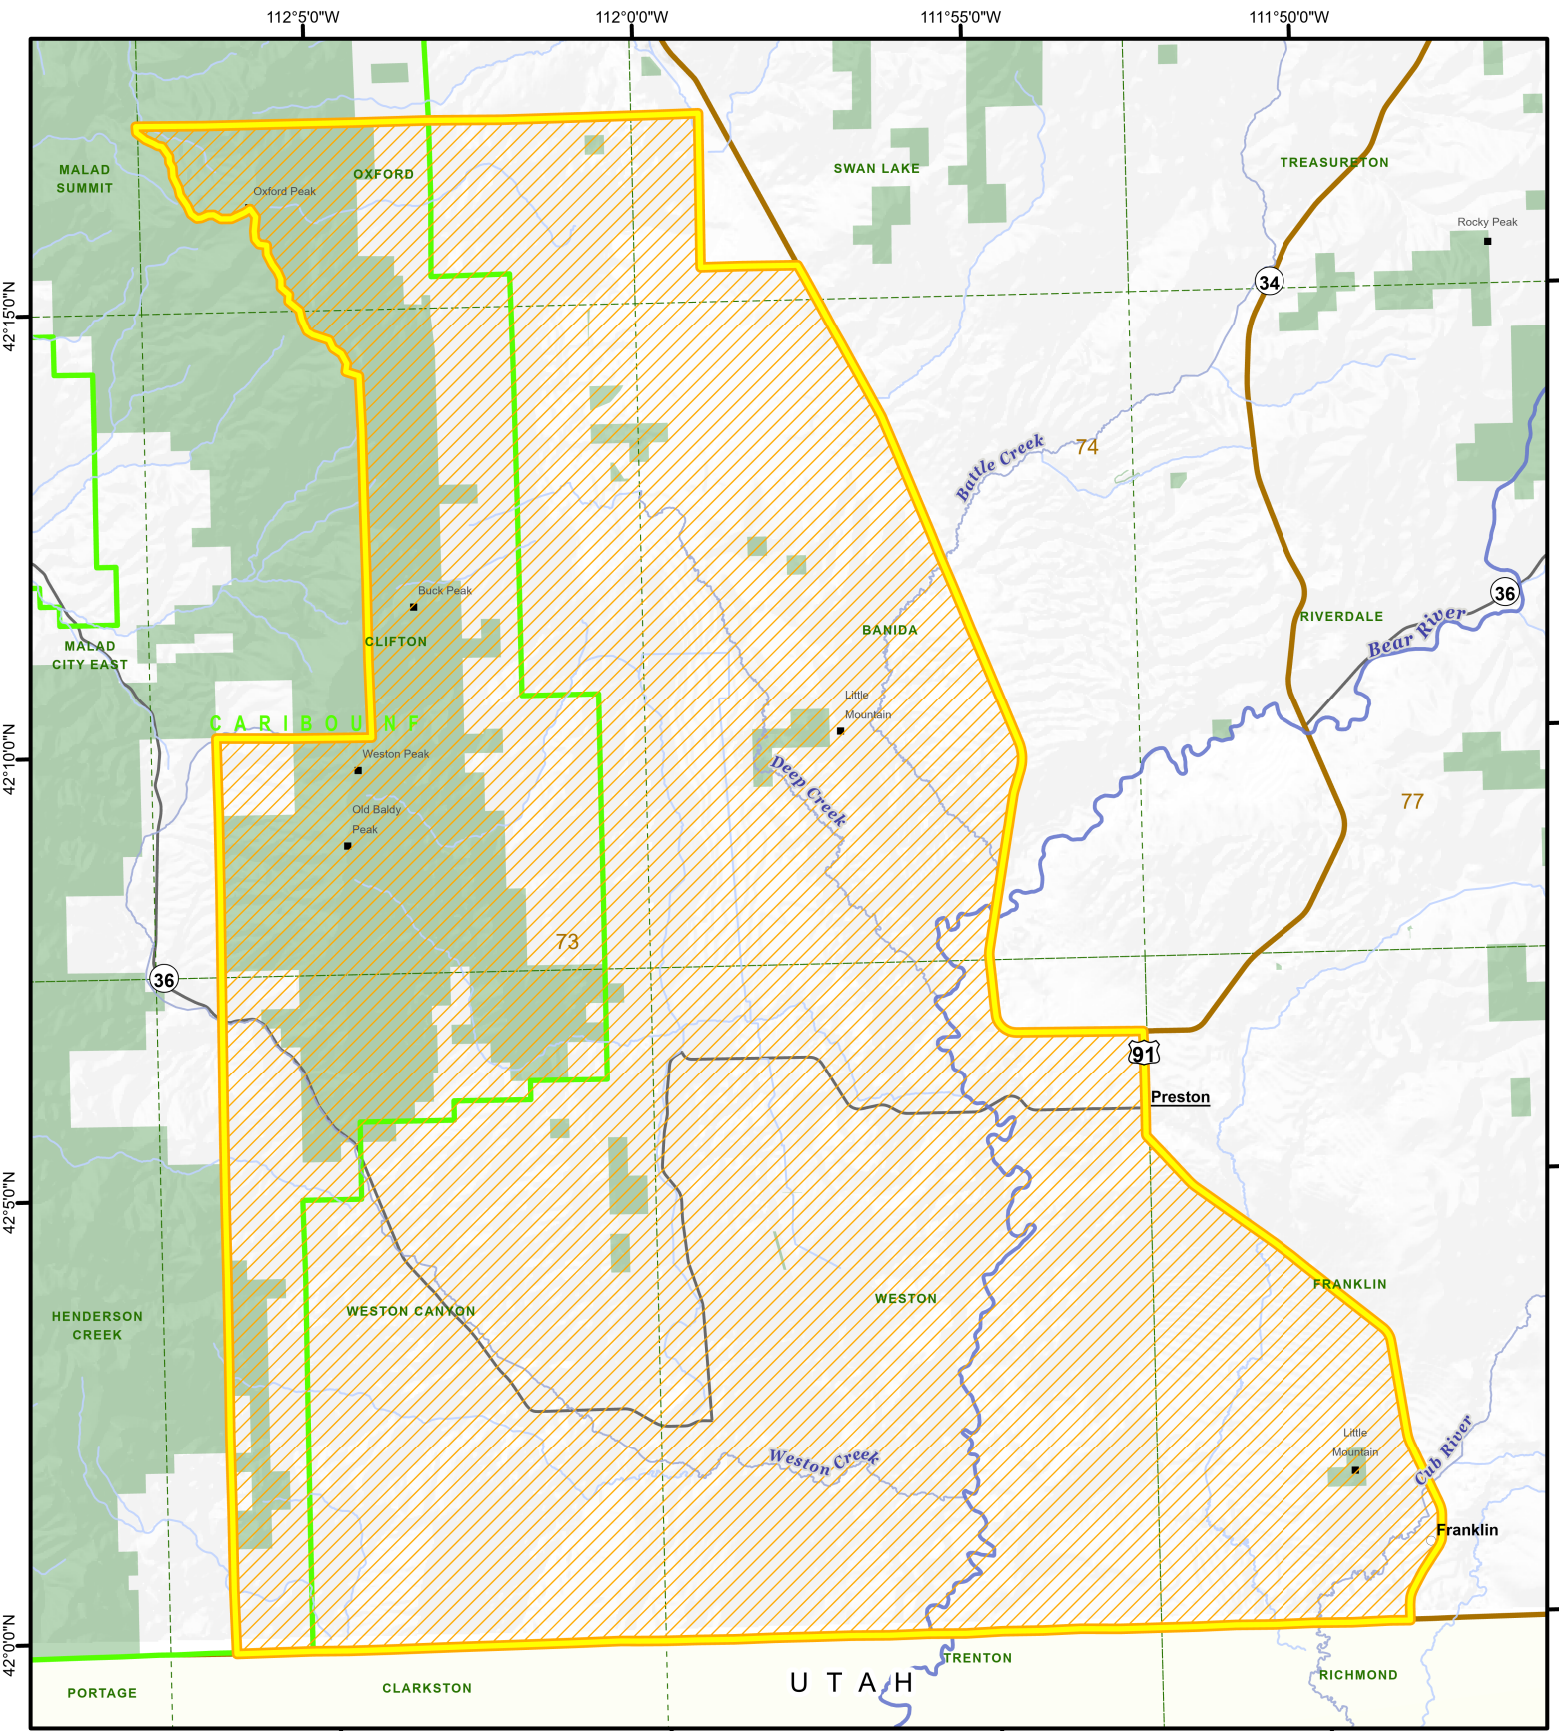 112°5'0"W
112°0'0"W
111°55'0"W
111°50'0"W
MALAD
SUMMIT
OXFORD
SWAN LAKE
TREASURETON
Oxford Peak
Rocky Peak
34
42°15'0"N
Battle Creek
74
Buck Peak
CLIFTON
BANIDA
36
RIVERDALE
Bear River
MALAD
CITY EAST
Little
Mountain
CARIBOU NF
Weston Peak
42°10'0"N
Deep Creek
Old Baldy
Peak
77
73
36
91
Preston
42°5'0"N
HENDERSON
CREEK
WESTON CANYON
WESTON
FRANKLIN
Little
Mountain
Weston Creek
Cub River
Franklin
42°0'0"N
PORTAGE
CLARKSTON
UTAH
TRENTON
RICHMOND